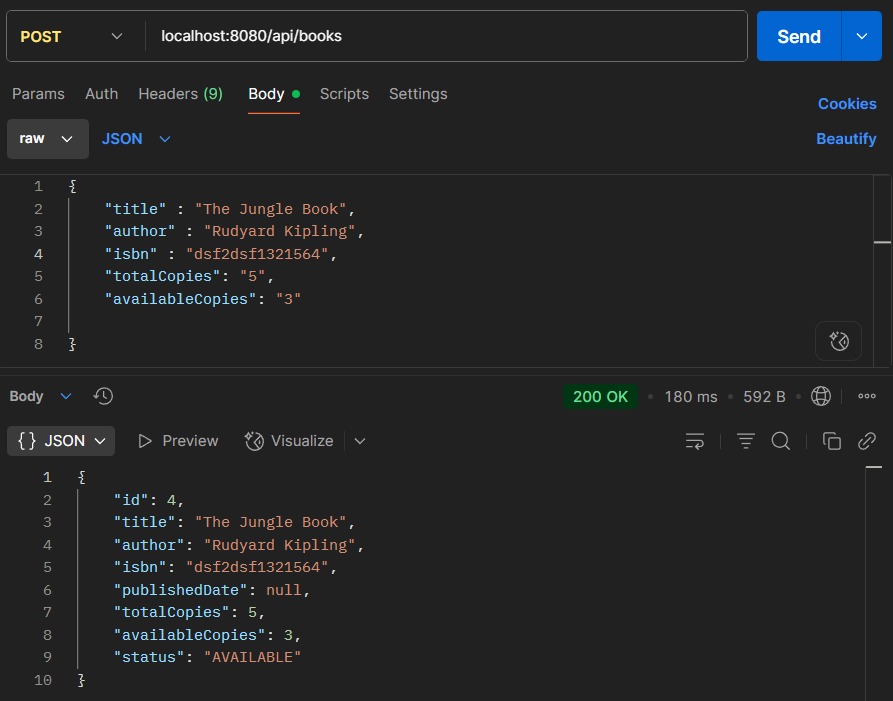 POST localhost:8080/api/books Send
Params Auth Headers (9) Body Scripts Settings Cookies
raw JSON Beautify
1 {
2 "title" : "The Jungle Book",
3 "author" : "Rudyard Kipling",
4 "isbn" : "dsf2dsf1321564",
5 "totalCopies": "5",
6 "availableCopies": "3"
7
8 }
Body 200 OK • 180 ms • 592 B •
{} JSON Preview Visualize
1 {
2 "id": 4,
3 "title": "The Jungle Book",
4 "author": "Rudyard Kipling",
5 "isbn": "dsf2dsf1321564",
6 "publishedDate": null,
7 "totalCopies": 5,
8 "availableCopies": 3,
9 "status": "AVAILABLE"
10 }